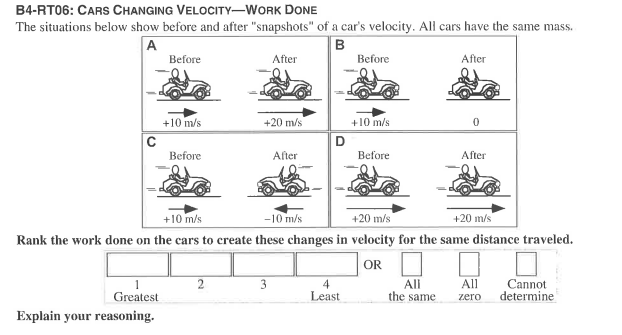 B4-RT06: CARS CHANGING VELOCITY—WORK DONE
The situations below show before and after "snapshots" of a car's velocity. All cars have the same mass.
A
Before After
+10 m/s +20 m/s
B
Before After
+10 m/s 0
C
Before After
+10 m/s −10 m/s
D
Before After
+20 m/s +20 m/s
Rank the work done on the cars to create these changes in velocity for the same distance traveled.
OR
1 2 3 4 All All Cannot
Greatest Least the same zero determine
Explain your reasoning.